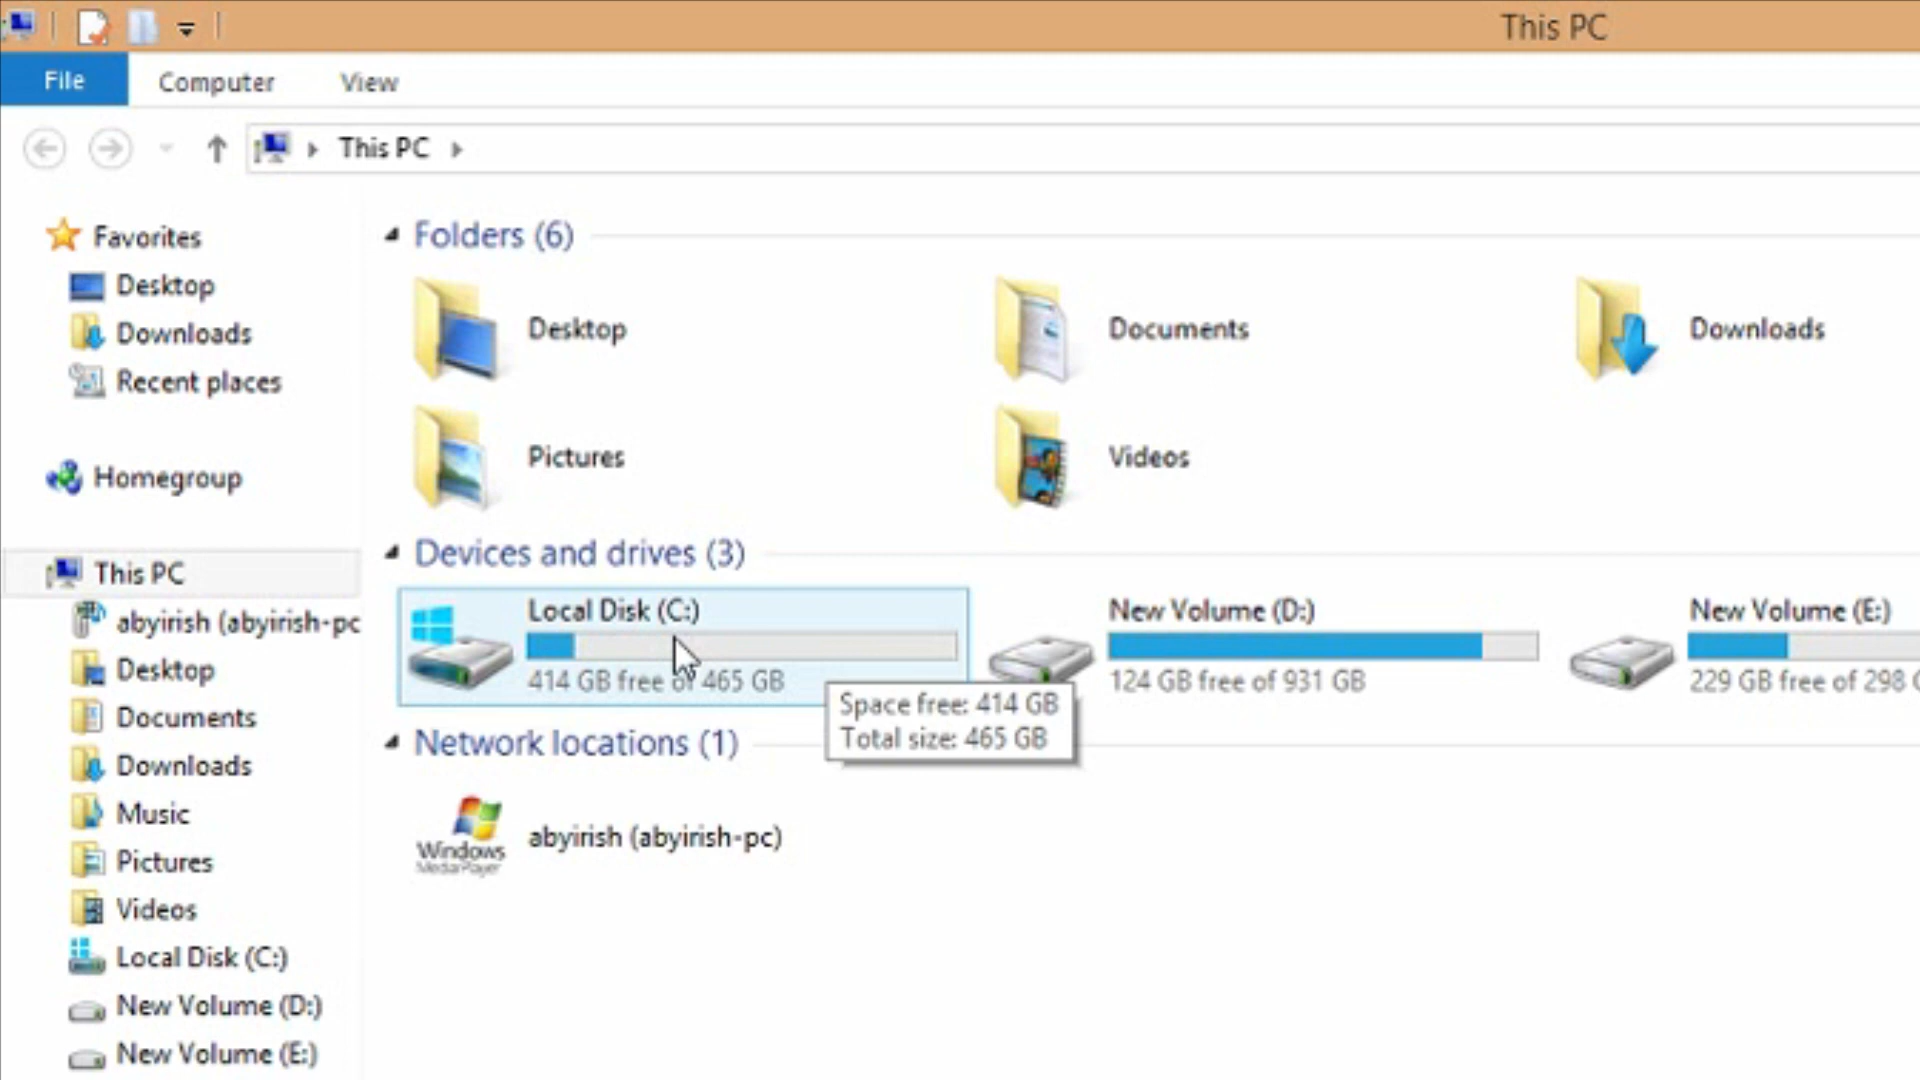 This PC
File Computer View
This PC
Favorites
Desktop
Downloads
Recent places
Homegroup
This PC
abyirish (abyirish-pc
Desktop
Documents
Downloads
Music
Pictures
Videos
Local Disk (C:)
New Volume (D:)
New Volume (E:)
Folders (6)
Desktop
Documents
Downloads
Pictures
Videos
Devices and drives (3)
Local Disk (C:)
414 GB free of 465 GB
New Volume (D:)
124 GB free of 931 GB
New Volume (E:)
229 GB free of 298
Space free: 414 GB
Total size: 465 GB
Network locations (1)
Windows
MediaPlayer
abyirish (abyirish-pc)